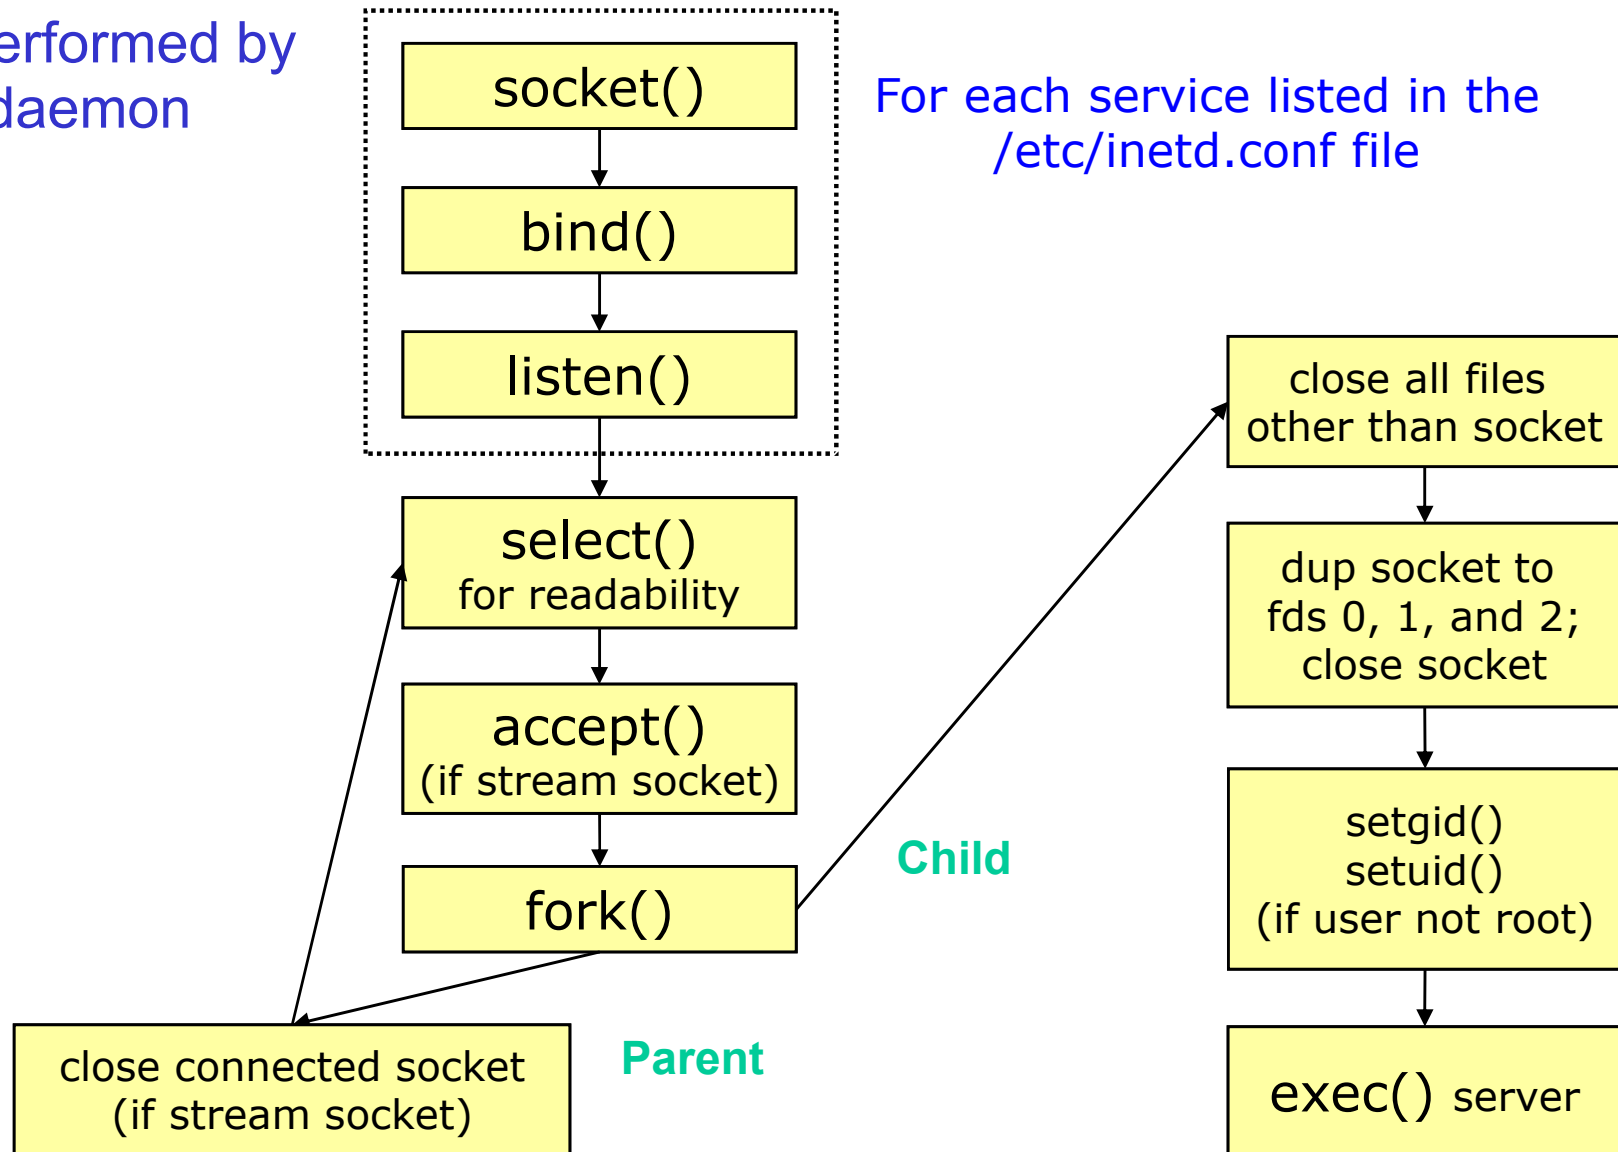 erformed by
daemon
socket()
bind()
listen()
For each service listed in the
/etc/inetd.conf file
select()
for readability
accept()
(if stream socket)
fork()
Parent
close connected socket
(if stream socket)
Child
close all files
other than socket
dup socket to
fds 0, 1, and 2;
close socket
setgid()
setuid()
(if user not root)
exec() server